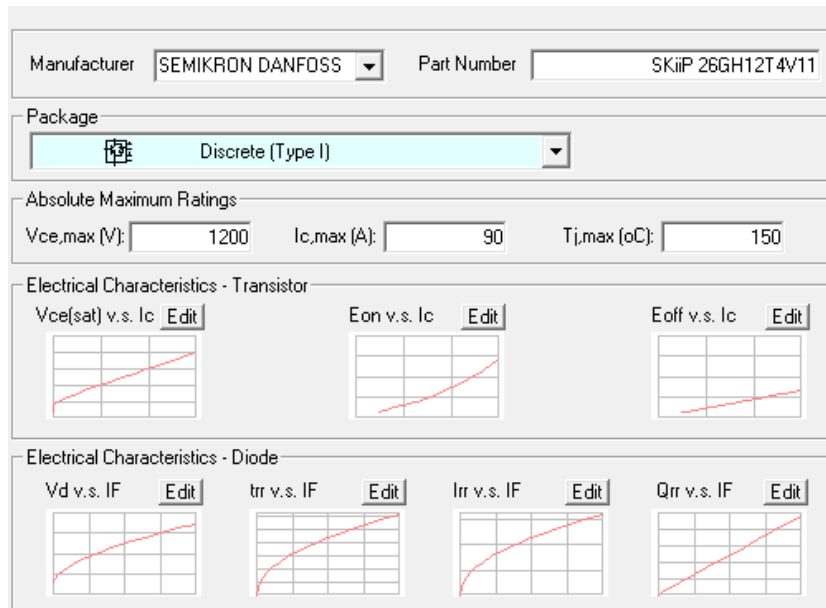 Manufacturer SEMIKRON DANFOSS Part Number SKiiP 26GH12T4V11
Package
Discrete (Type I)
Absolute Maximum Ratings
Vce,max (V): 1200 Ic,max (A): 90 Tj,max (oC): 150
Electrical Characteristics - Transistor
Vce(sat) v.s. Ic Edit Eon v.s. Ic Edit Eoff v.s. Ic Edit
Electrical Characteristics - Diode
Vd v.s. IF Edit trr v.s. IF Edit Irr v.s. IF Edit Qrr v.s. IF Edit